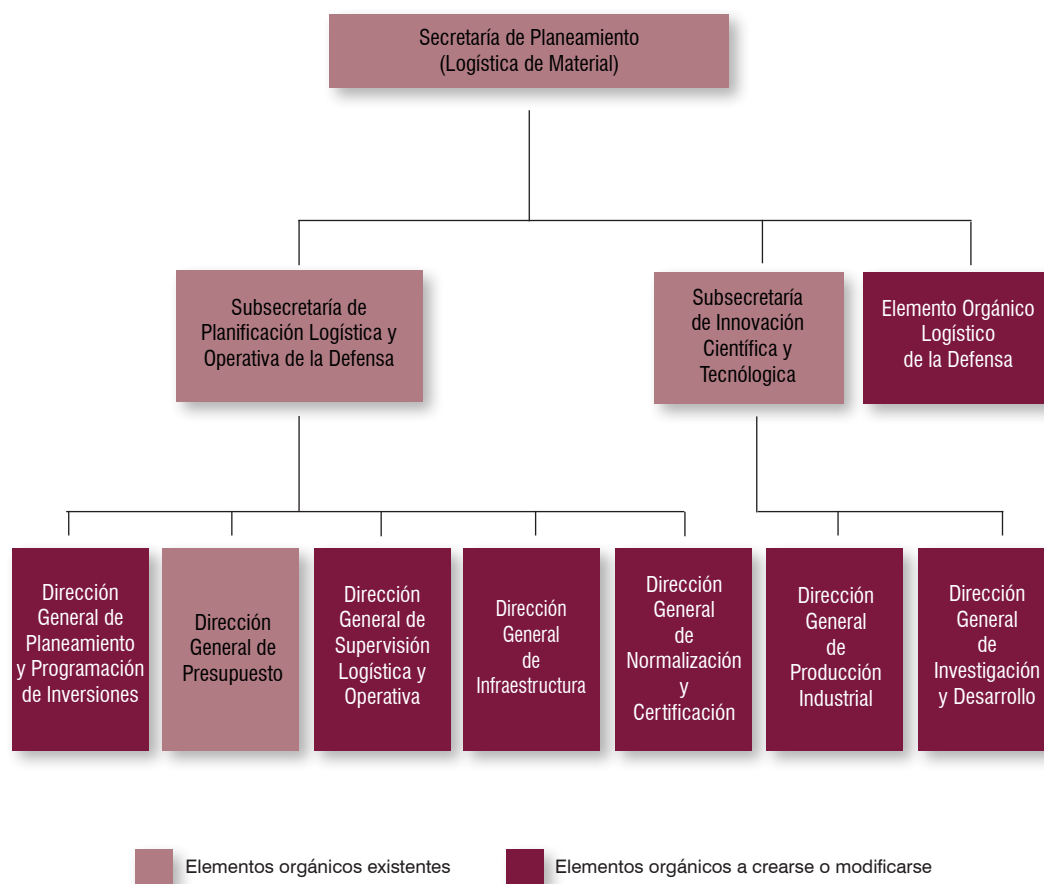 Secretaría de Planeamiento
(Logística de Material)
Subsecretaría de
Planificación Logística y
Operativa de la Defensa
Subsecretaría
de Innovación
Científica y
Tecnólogica
Elemento Orgánico
Logístico
de la Defensa
Dirección
General de
Planeamiento
y Programación
de Inversiones
Dirección
General de
Presupuesto
Dirección
General de
Supervisión
Logística y
Operativa
Dirección
General
de
Infraestructura
Dirección
General
de
Normalización
y
Certificación
Dirección
General
de
Producción
Industrial
Dirección
General
de
Investigación
y Desarrollo
Elementos orgánicos existentes
Elementos orgánicos a crearse o modificarse